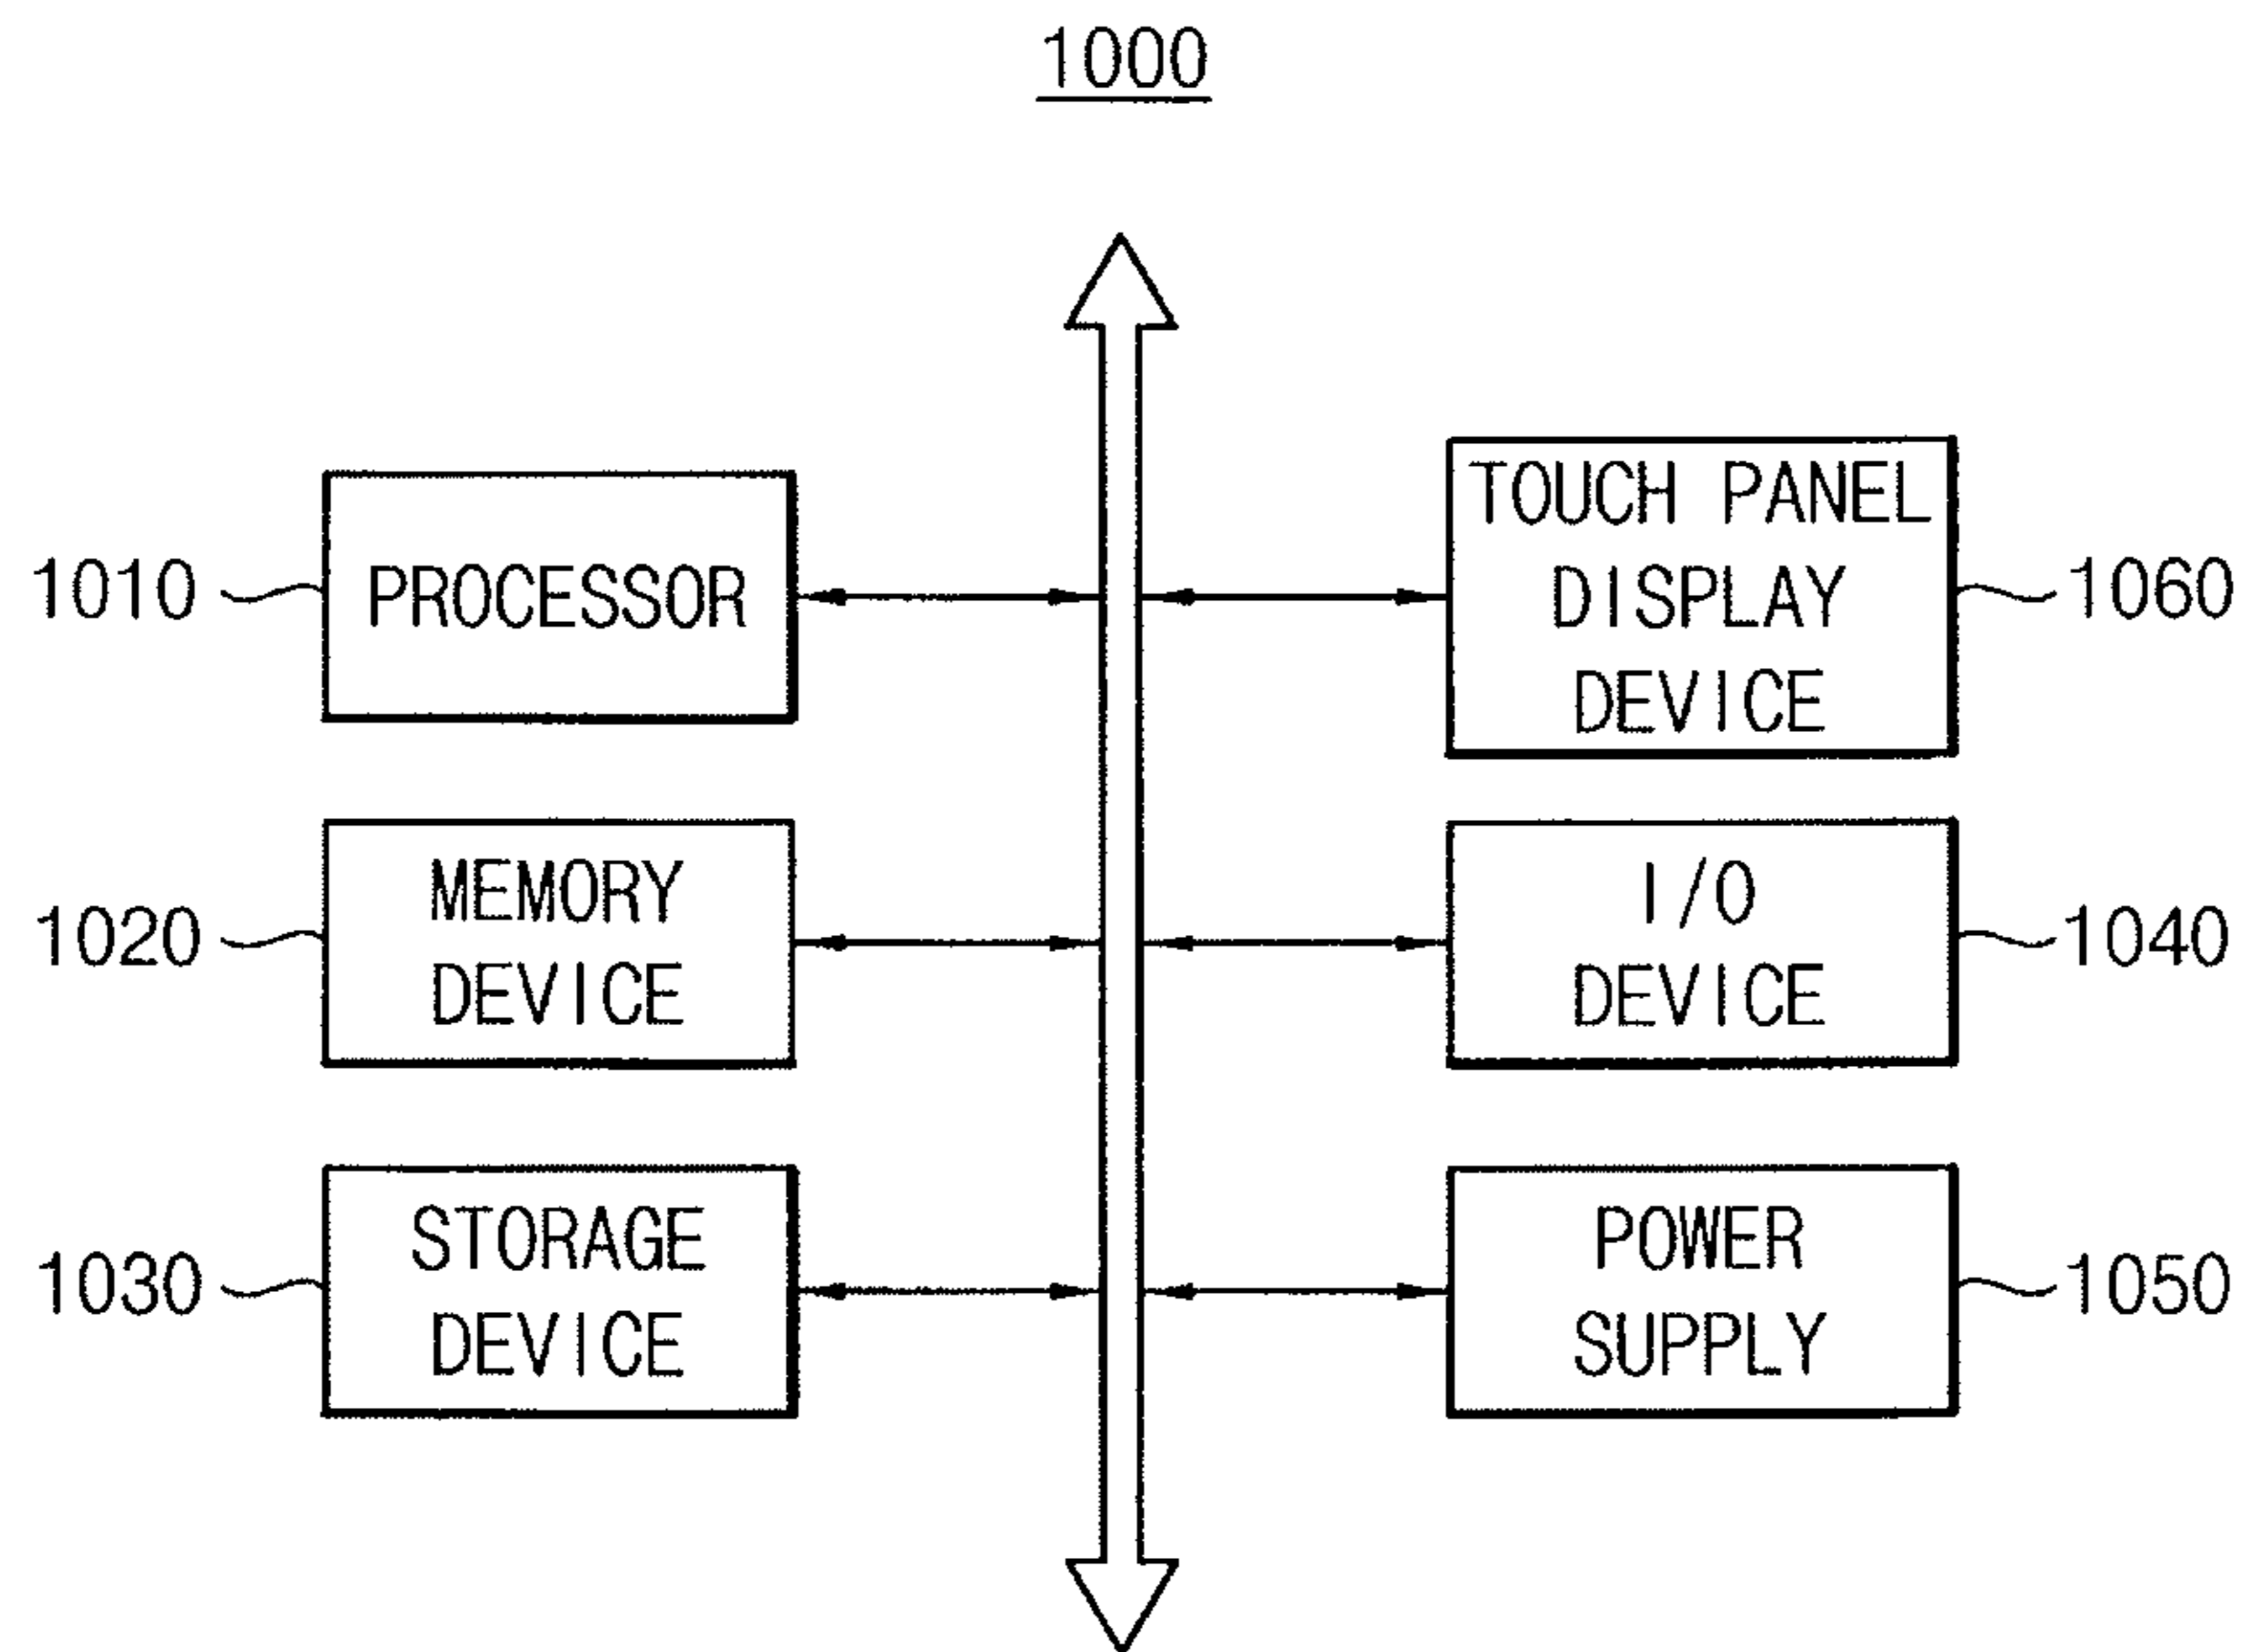 1000
1010
PROCESSOR
TOUCH PANEL
DISPLAY
DEVICE
1060
1020
MEMORY
DEVICE
I/O
DEVICE
1040
1030
STORAGE
DEVICE
POWER
SUPPLY
1050